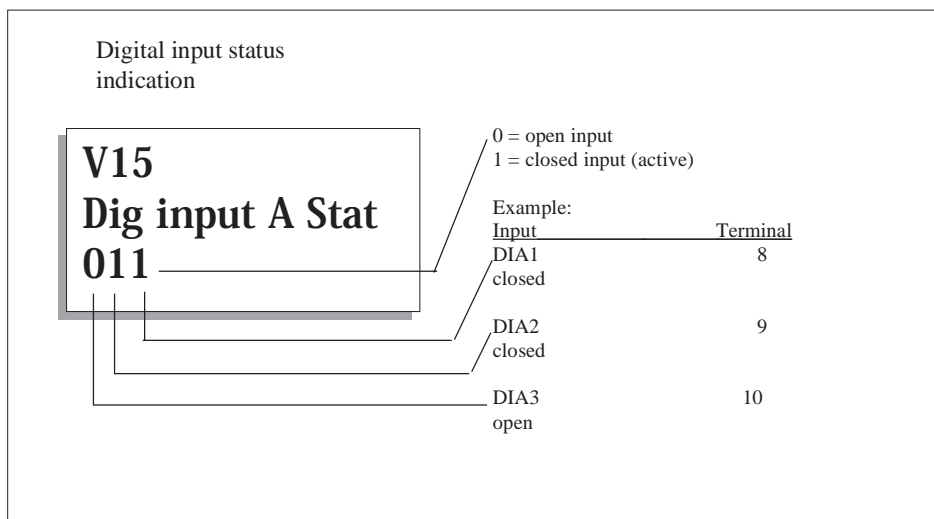 Digital input status
indication
V15
Dig input A Stat
011
0 = open input
1 = closed input (active)
Example:
Input Terminal
DIA1 8
closed
DIA2 9
closed
DIA3 10
open